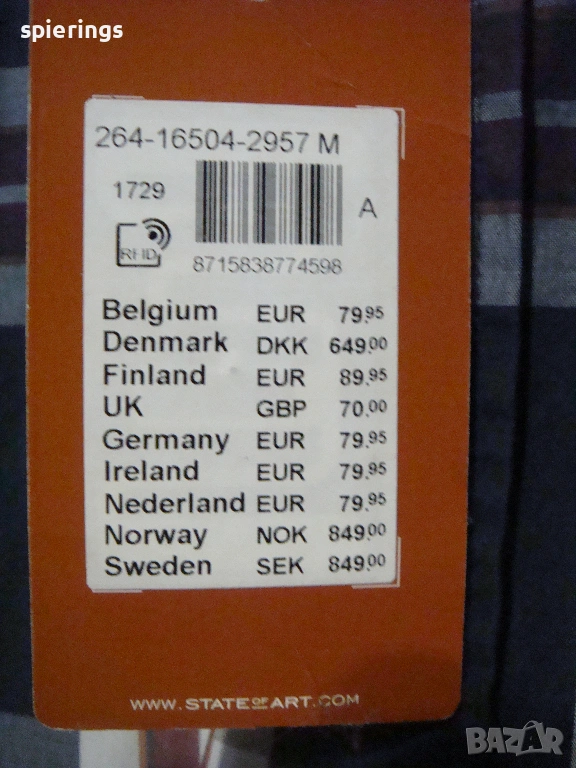 spierings
264-16504-2957 M
1729
A
RFID
8715838774598
Belgium EUR 79.95
Denmark DKK 649.00
Finland EUR 89.95
UK GBP 70.00
Germany EUR 79.95
Ireland EUR 79.95
Nederland EUR 79.95
Norway NOK 849.00
Sweden SEK 849.00
WWW.STATEOFART.COM
BAZAR